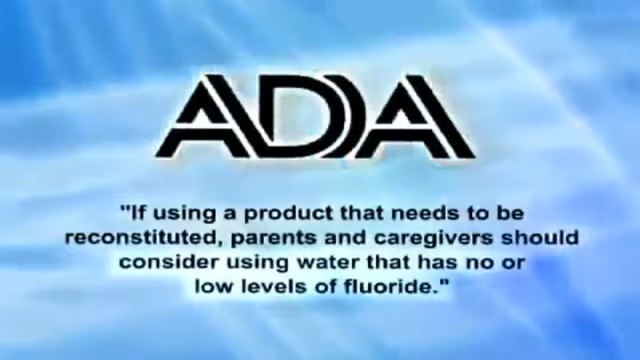 ADA
"If using a product that needs to be
reconstituted, parents and caregivers should
consider using water that has no or
low levels of fluoride."